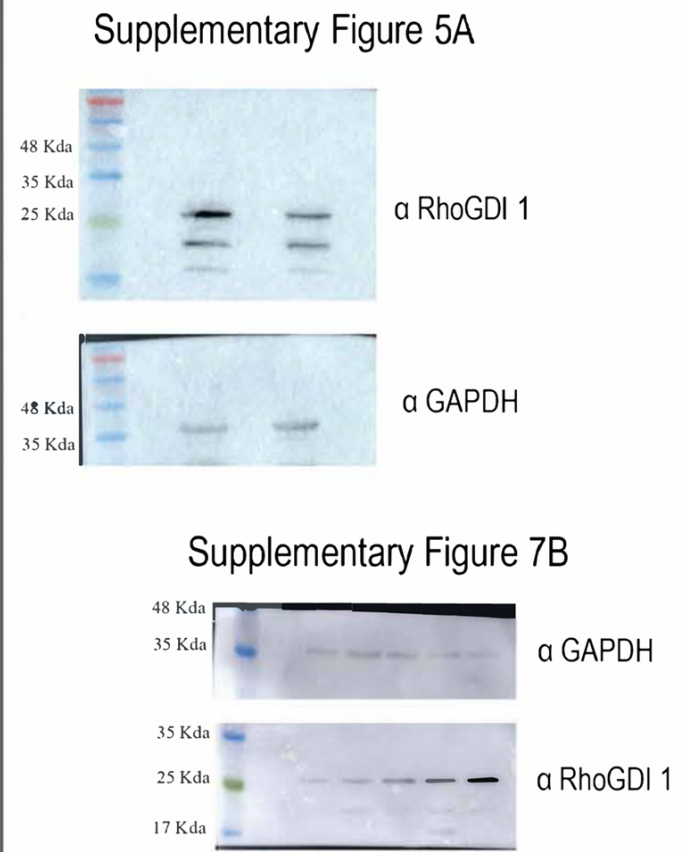 Supplementary Figure 5A
48 Kda
35 Kda
25 Kda
α RhoGDI 1
48 Kda
35 Kda
α GAPDH
Supplementary Figure 7B
48 Kda
35 Kda
α GAPDH
35 Kda
25 Kda
17 Kda
α RhoGDI 1